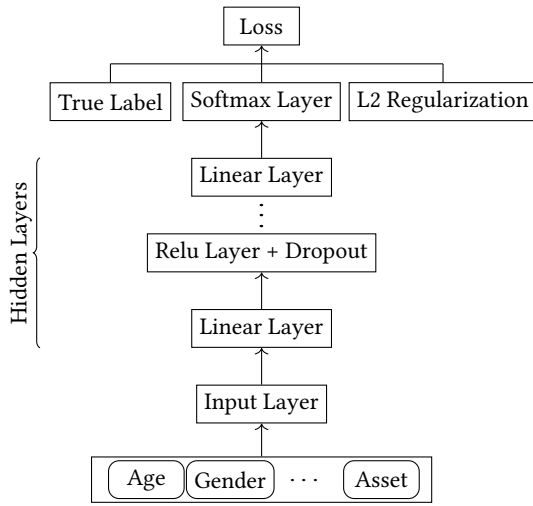 Loss
True Label
Softmax Layer
L2 Regularization
Linear Layer
Hidden Layers
Relu Layer + Dropout
Linear Layer
Input Layer
Age Gender ... Asset